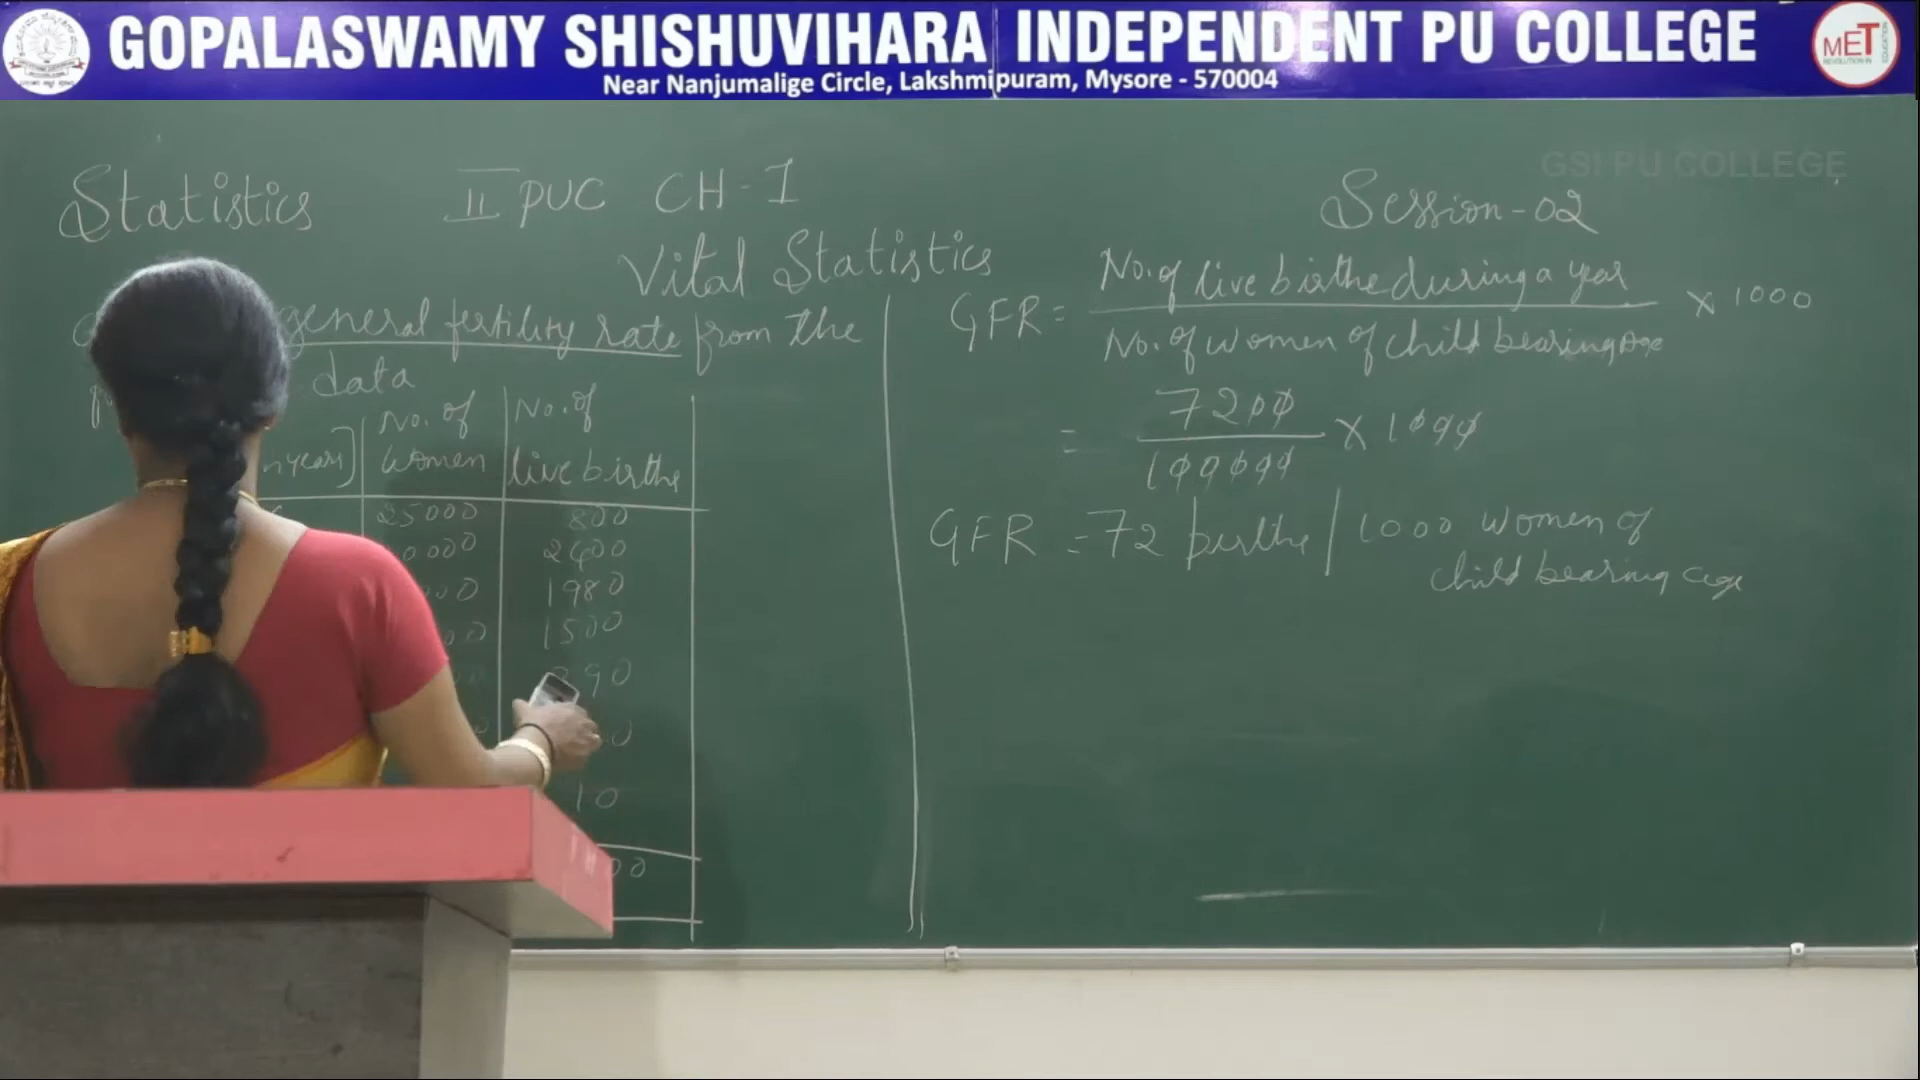 GOPALASWAMY SHISHUVIHARA INDEPENDENT PU COLLEGE
Near Nanjumalige Circle, Lakshmipuram, Mysore - 570004
MET
GSI PU COLLEGE
Statistics II PUC CH-I
Session-02
Vital Statistics
general fertility rate from the
data
No. of women
No. of live births
25000 800
2400
1980
1500
90
10
GFR = No. of live births during a year / No. of women of child bearing age × 1000
= 7200 / 100000 × 1000
GFR = 72 births / 1000 women of
child bearing age